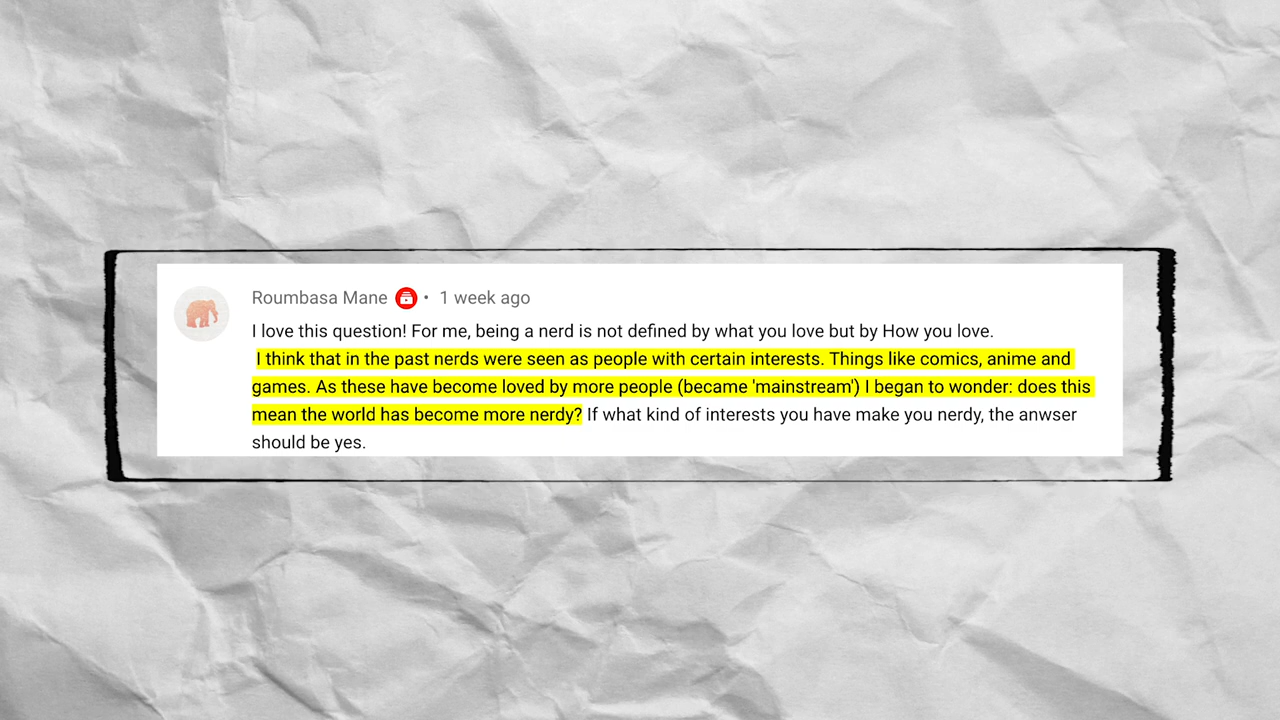 Roumbasa Mane • 1 week ago
I love this question! For me, being a nerd is not defined by what you love but by How you love.
I think that in the past nerds were seen as people with certain interests. Things like comics, anime and
games. As these have become loved by more people (became 'mainstream') I began to wonder: does this
mean the world has become more nerdy? If what kind of interests you have make you nerdy, the anwser
should be yes.